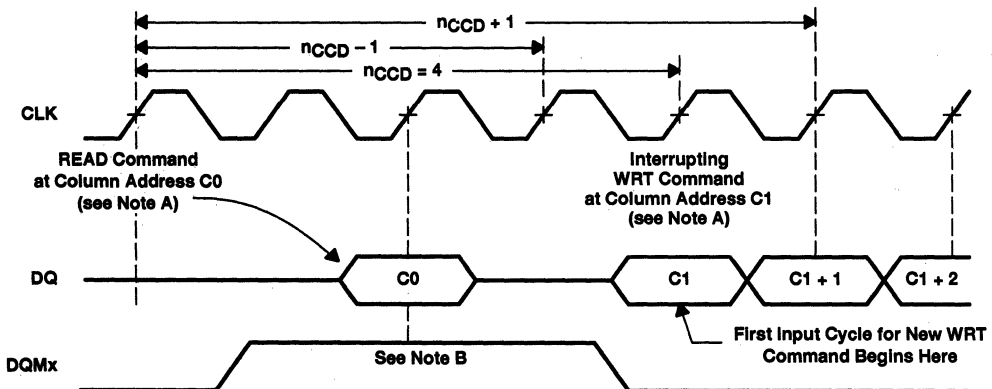 nCCD + 1
nCCD – 1
nCCD = 4
CLK
READ Command
at Column Address C0
(see Note A)
Interrupting
WRT Command
at Column Address C1
(see Note A)
DQ
C0
C1
C1 + 1
C1 + 2
First Input Cycle for New WRT
Command Begins Here
DQMx
See Note B